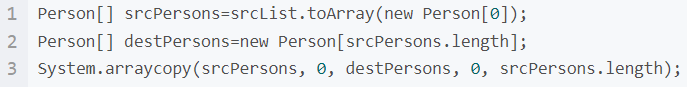 1 Person[] srcPersons=srcList.toArray(new Person[0]);
2 Person[] destPersons=new Person[srcPersons.length];
3 System.arraycopy(srcPersons, 0, destPersons, 0, srcPersons.length);